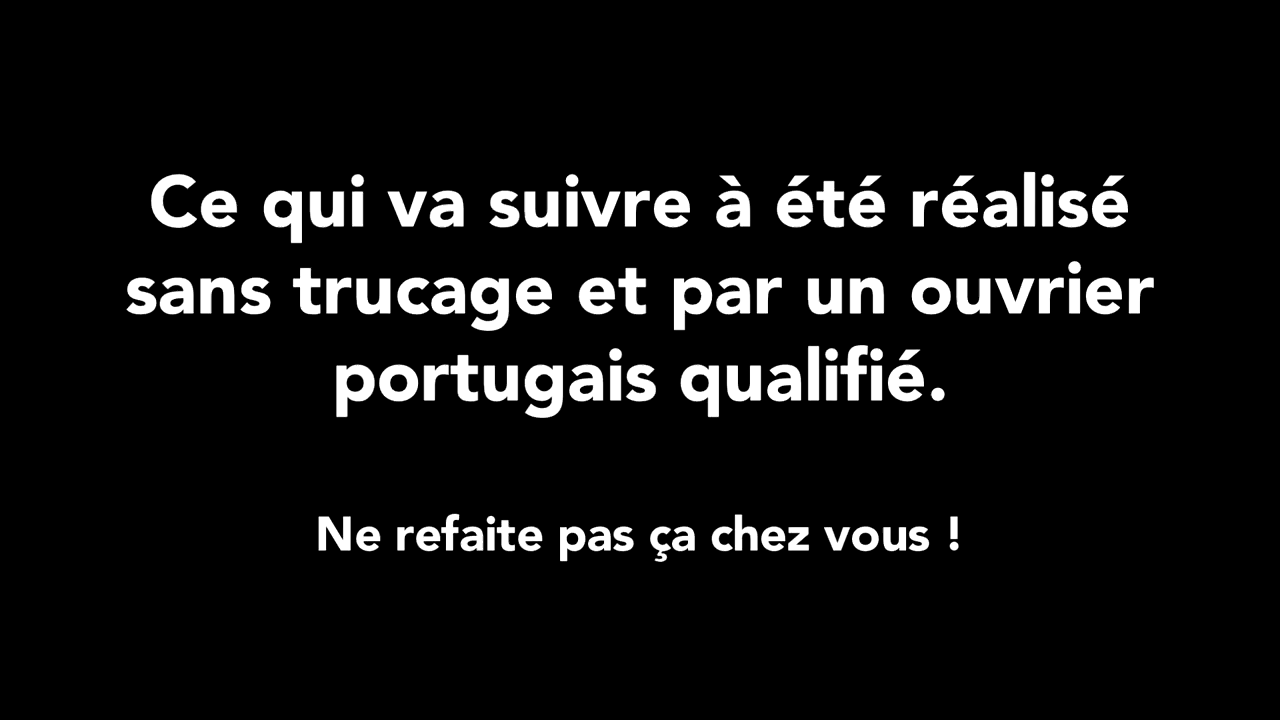 Ce qui va suivre à été réalisé
sans trucage et par un ouvrier
portugais qualifié.
Ne refaite pas ça chez vous !